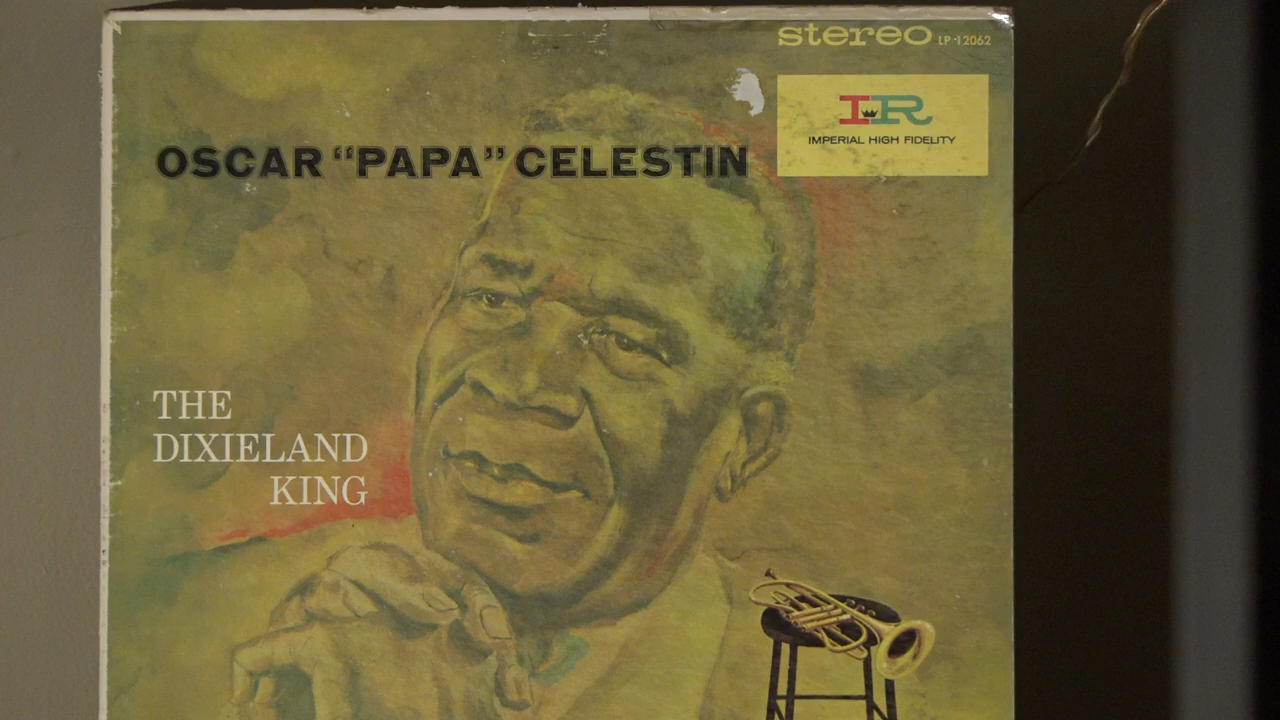 stereo LP-12062
IR
IMPERIAL HIGH FIDELITY
OSCAR “PAPA” CELESTIN
THE
DIXIELAND
KING